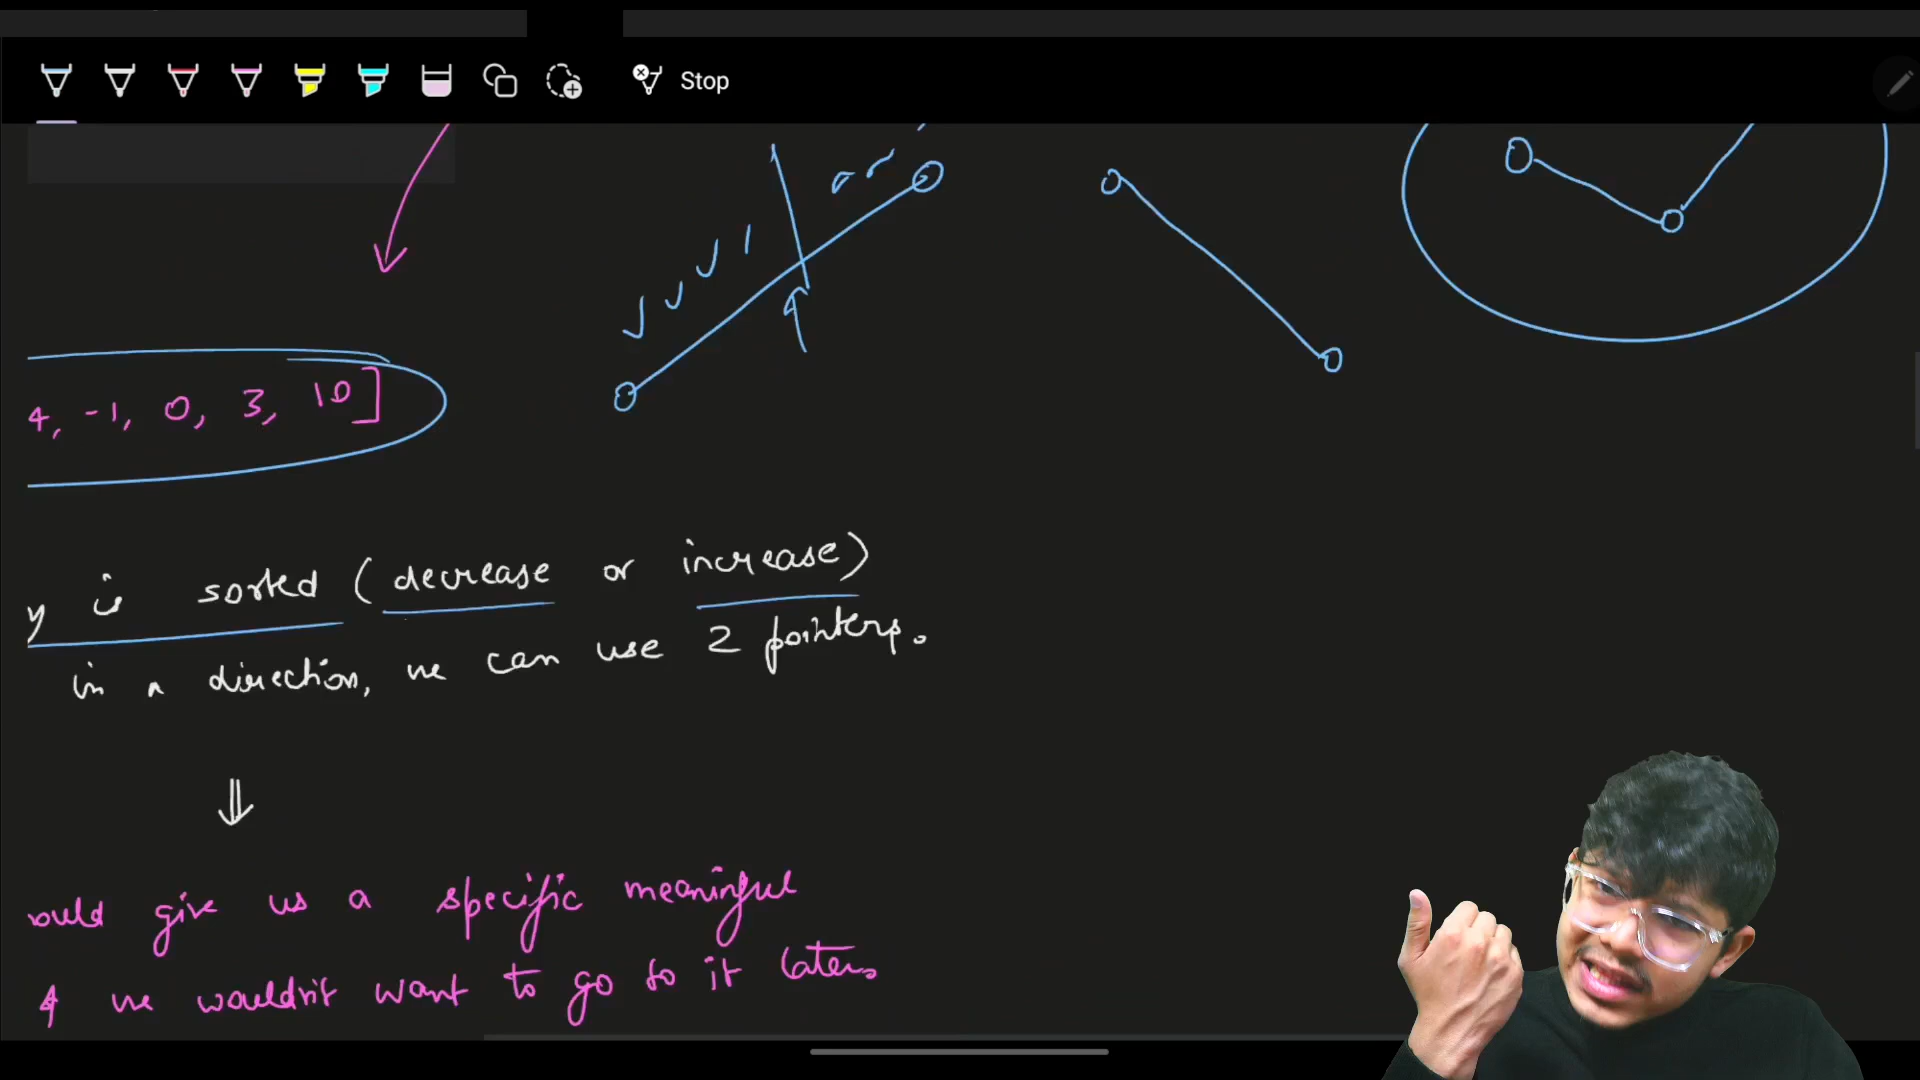 Stop
4, -1, 0, 3, 10]
y is sorted (decrease or increase)
in a direction, we can use 2 pointers.
ould give us a specific meaningful
we wouldn't want to go to it later.